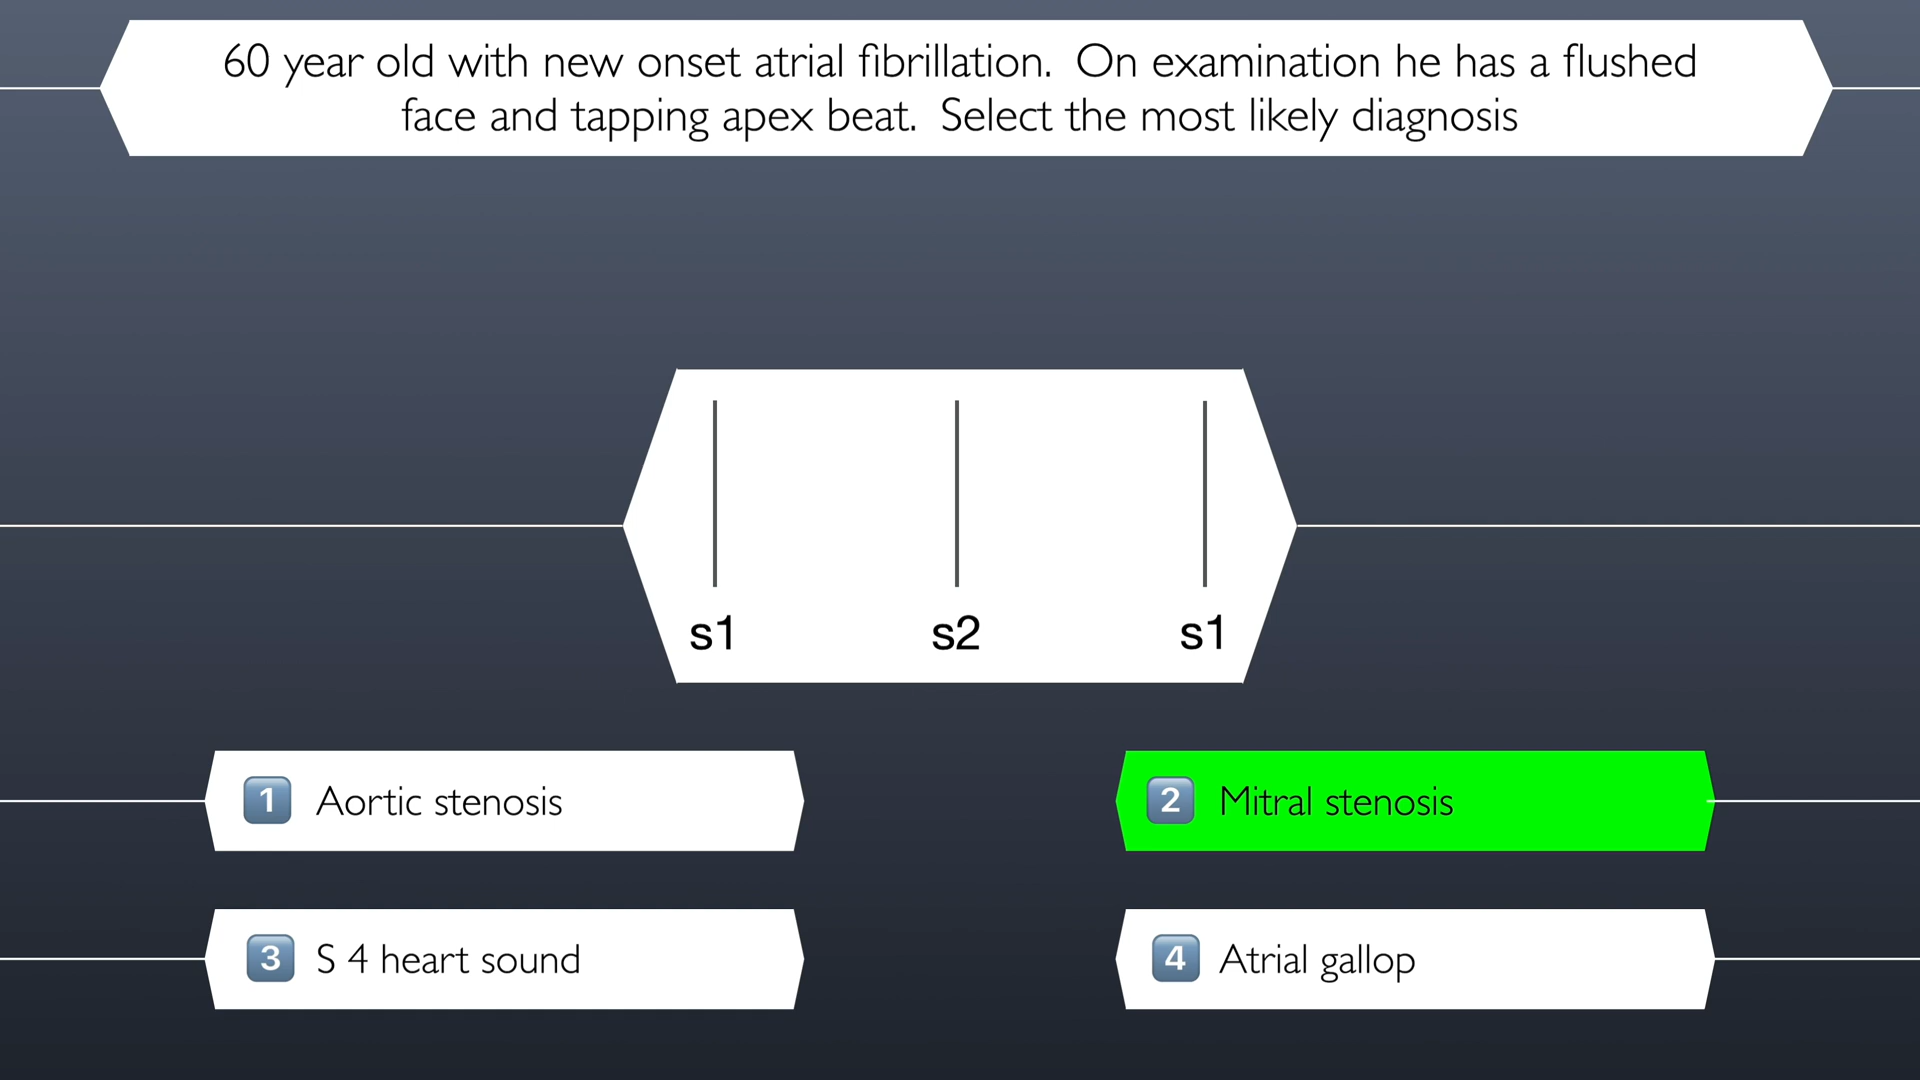 60 year old with new onset atrial fibrillation.  On examination he has a flushed
face and tapping apex beat.  Select the most likely diagnosis
s1 s2 s1
1 Aortic stenosis
2 Mitral stenosis
3 S 4 heart sound
4 Atrial gallop